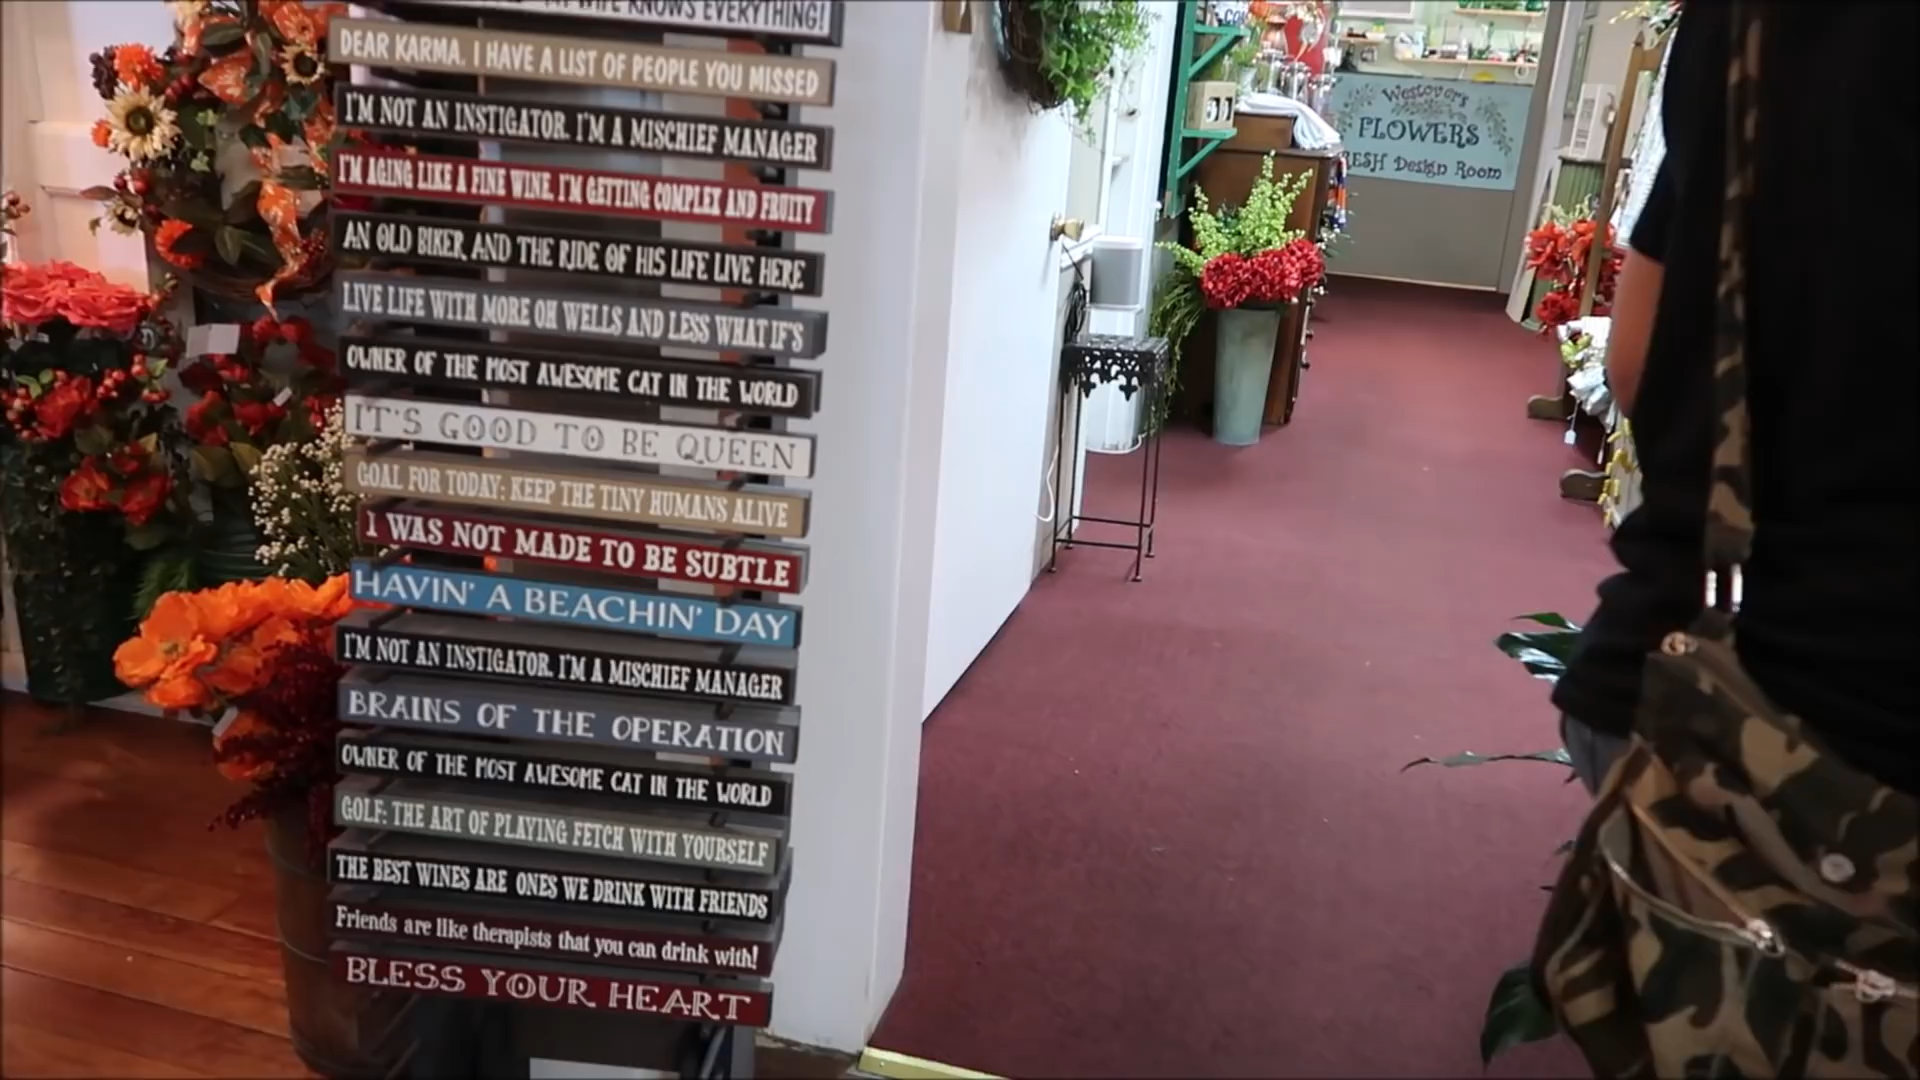 WIFE KNOWS EVERYTHING!
DEAR KARMA, I HAVE A LIST OF PEOPLE YOU MISSED
I'M NOT AN INSTIGATOR. I'M A MISCHIEF MANAGER
I'M AGING LIKE A FINE WINE. I'M GETTING COMPLEX AND FRUITY
AN OLD BIKER AND THE RIDE OF HIS LIFE LIVE HERE
LIVE LIFE WITH MORE OH WELLS AND LESS WHAT IF'S
OWNER OF THE MOST AWESOME CAT IN THE WORLD
IT'S GOOD TO BE QUEEN
GOAL FOR TODAY: KEEP THE TINY HUMANS ALIVE
I WAS NOT MADE TO BE SUBTLE
HAVIN' A BEACHIN' DAY
I'M NOT AN INSTIGATOR. I'M A MISCHIEF MANAGER
BRAINS OF THE OPERATION
OWNER OF THE MOST AWESOME CAT IN THE WORLD
GOLF: THE ART OF PLAYING FETCH WITH YOURSELF
THE BEST WINES ARE ONES WE DRINK WITH FRIENDS
Friends are like therapists that you can drink with!
BLESS YOUR HEART
Westover's
FLOWERS
Design Room